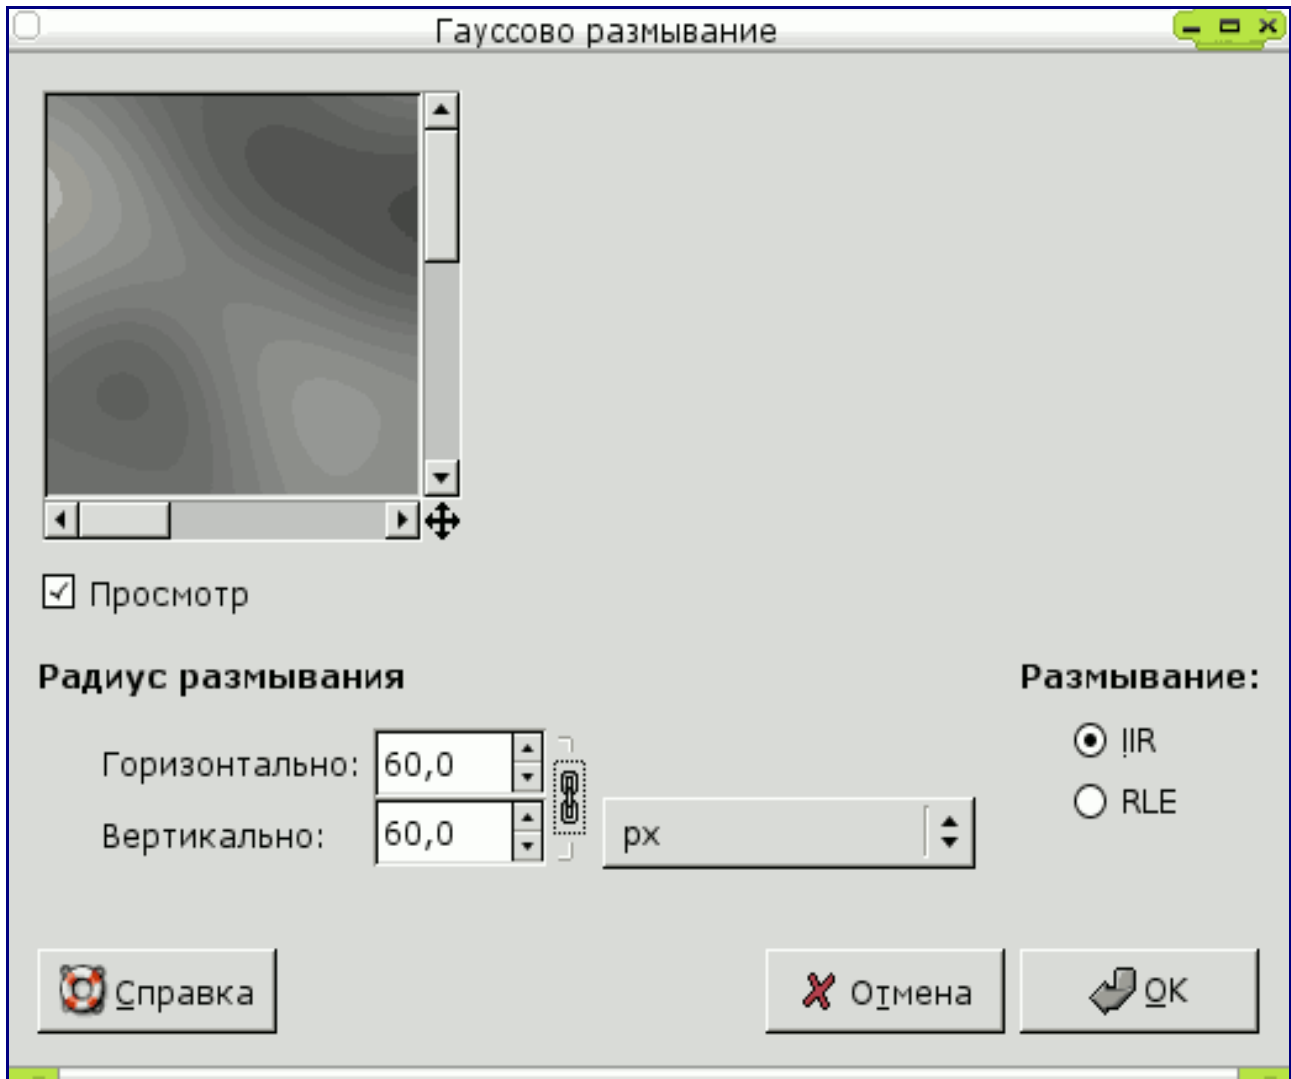 Гауссово размывание
Просмотр
Радиус размывания
Размывание:
Горизонтально: 60,0
Вертикально: 60,0
px
IIR
RLE
Справка
Отмена
OK